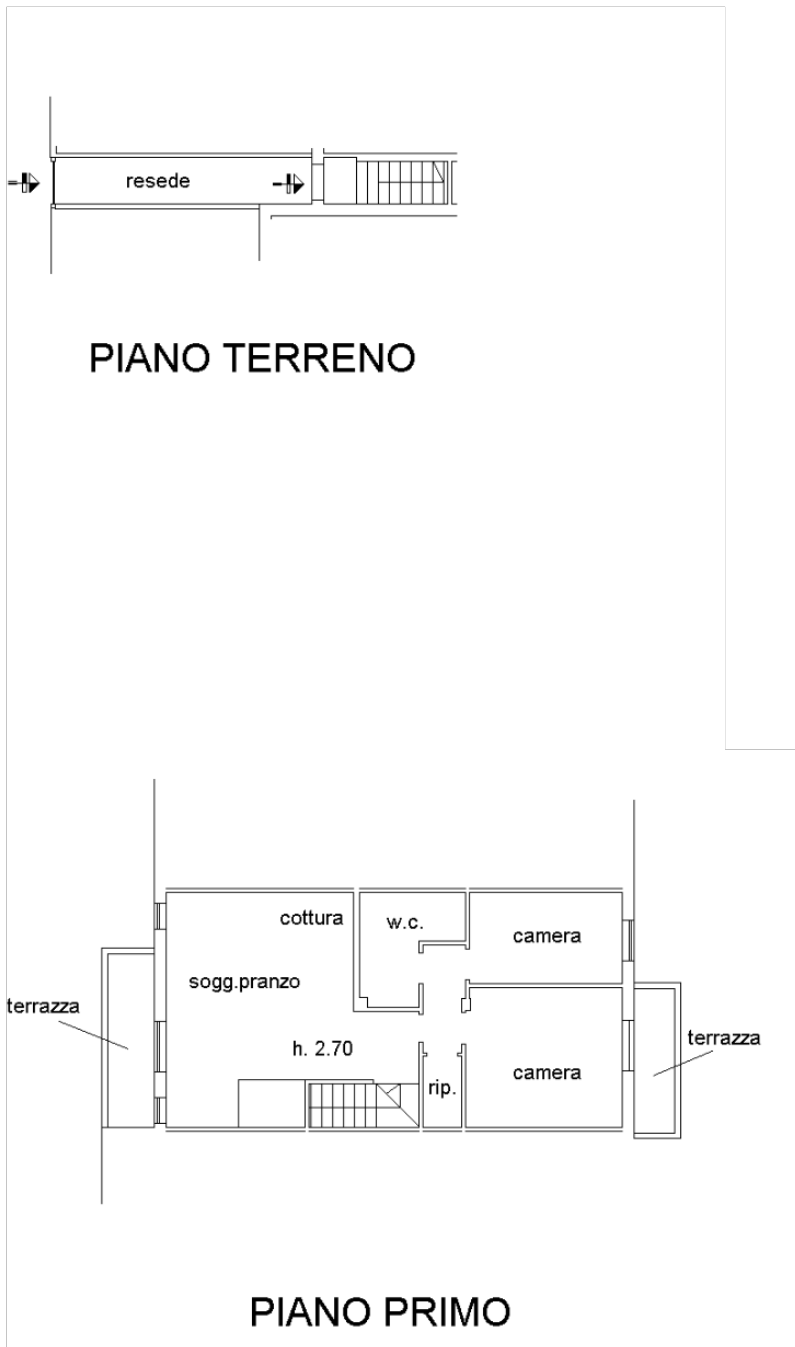 resede
PIANO TERRENO
cottura
w.c.
camera
sogg.pranzo
terrazza
h. 2.70
terrazza
camera
rip.
PIANO PRIMO